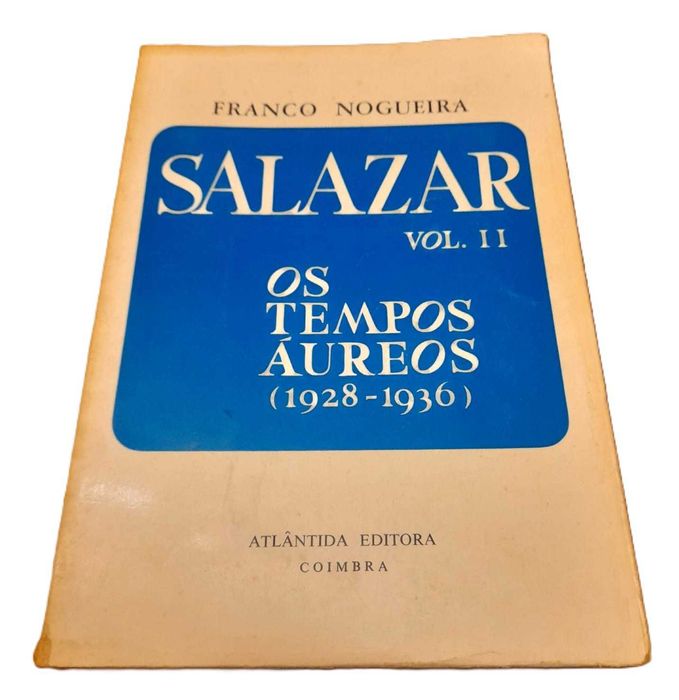 FRANCO NOGUEIRA
SALAZAR
VOL. II
OS
TEMPOS
ÁUREOS
(1928-1936)
ATLÂNTIDA EDITORA
COIMBRA